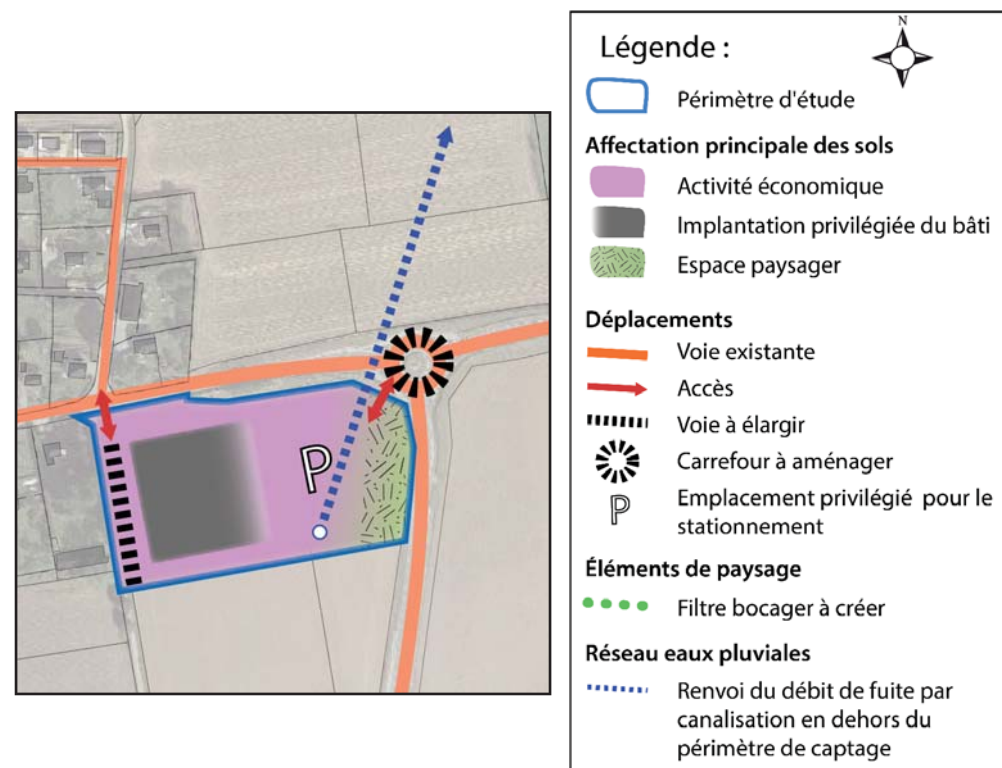 P
N
Légende :
Périmètre d'étude
Affectation principale des sols
Activité économique
Implantation privilégiée du bâti
Espace paysager
Déplacements
Voie existante
Accès
Voie à élargir
Carrefour à aménager
P
Emplacement privilégié pour le
stationnement
Éléments de paysage
Filtre bocager à créer
Réseau eaux pluviales
Renvoi du débit de fuite par
canalisation en dehors du
périmètre de captage